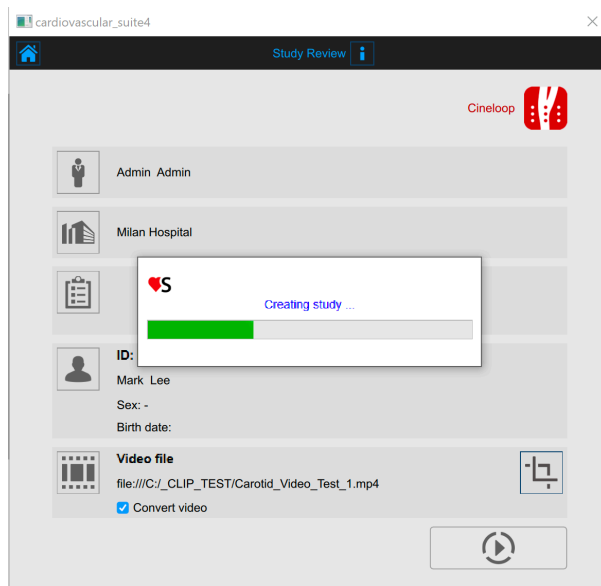 cardiovascular_suite4
Study Review
Cineloop
Admin Admin
Milan Hospital
S
Creating study ...
ID:
Mark Lee
Sex: -
Birth date:
Video file
file:///C:/_CLIP_TEST/Carotid_Video_Test_1.mp4
Convert video